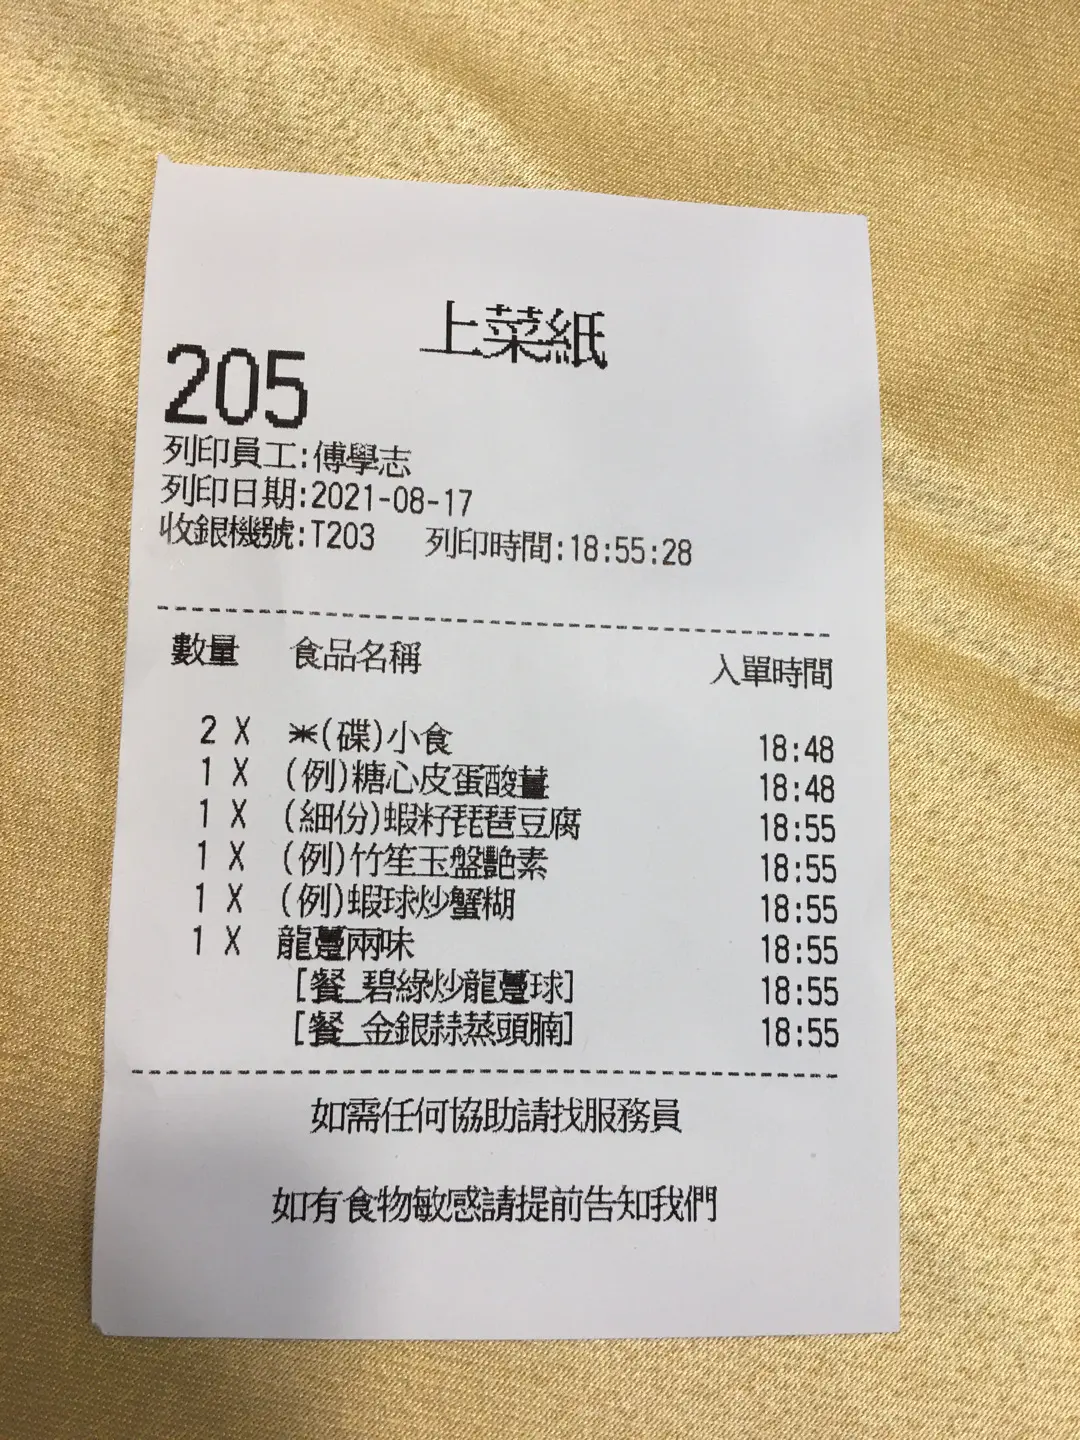 上菜紙
205
列印員工:傅學志
列印日期:2021-08-17
收銀機號:T203 列印時間:18:55:28
數量 食品名稱 入單時間
2 X ＊(碟)小食 18:48
1 X (例)糖心皮蛋酸薑 18:48
1 X (細份)蝦籽琵琶豆腐 18:55
1 X (例)竹笙玉盤艷素 18:55
1 X (例)蝦球炒蟹糊 18:55
1 X 龍躉兩味 18:55
[餐_碧綠炒龍躉球] 18:55
[餐_金銀蒜蒸頭腩] 18:55
如需任何協助請找服務員
如有食物敏感請提前告知我們